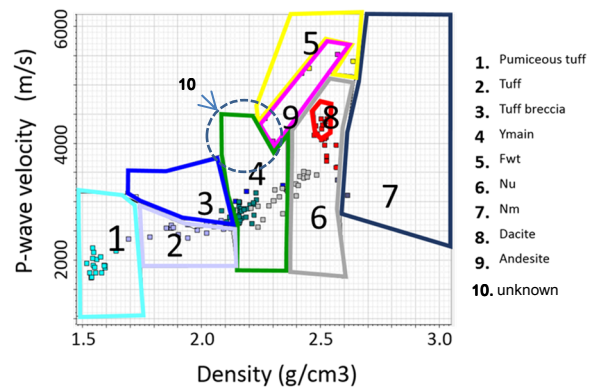 P-wave velocity (m/s)
6000
4000
2000
10
5
9
8
4
3
6
7
1
2
1.5 2.0 2.5 3.0
Density (g/cm3)
1. Pumiceous tuff
2. Tuff
3. Tuff breccia
4 Ymain
5. Fwt
6. Nu
7. Nm
8. Dacite
9. Andesite
10. unknown